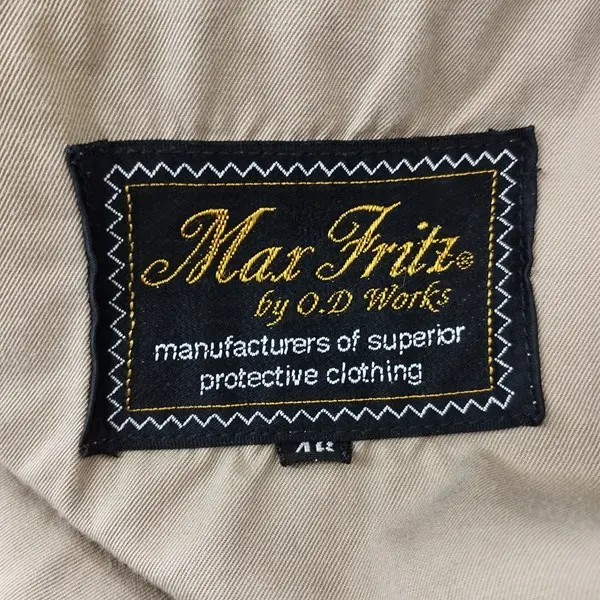 Max Fritz®
by O.D Works
manufacturers of superior
protective clothing